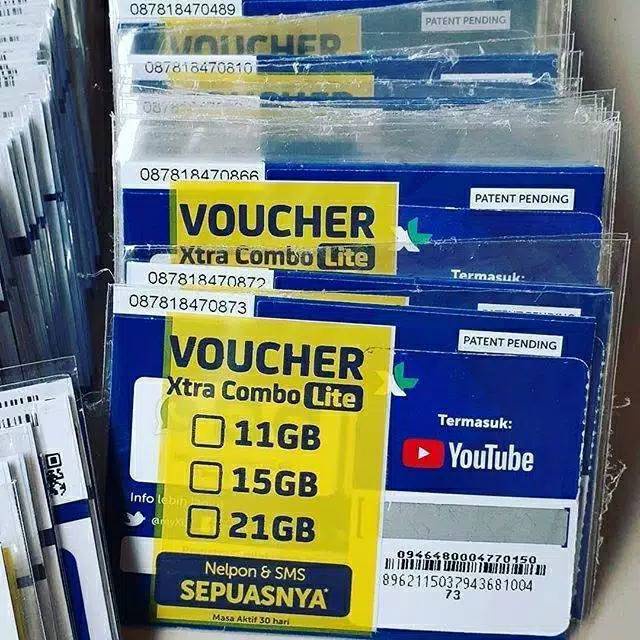 087818470489
PATENT PENDING
VOUCHER
087818470810
087818470866
PATENT PENDING
VOUCHER
Xtra Combo Lite
Termasuk:
087818470872
087818470873
PATENT PENDING
VOUCHER
Xtra Combo Lite
11GB
15GB
21GB
Termasuk:
YouTube
Info lebih
Nelpon & SMS
SEPUASNYA*
Masa Aktif 30 hari
0946480004770150
8962115037943681004
73